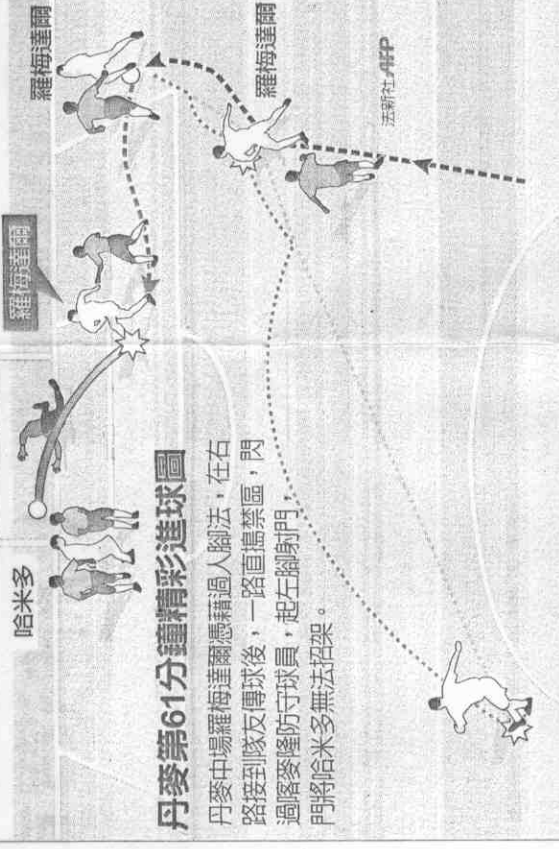 哈米多
羅梅達爾
羅梅達爾
羅梅達爾
法新社AFP
丹麥第61分鐘精彩進球圖
丹麥中場羅梅達爾憑藉過人腳法，在右
路接到隊友傳球後，一路直搗禁區，閃
過喀麥隆防守球員，起左腳射門，
門將哈米多無法招架。